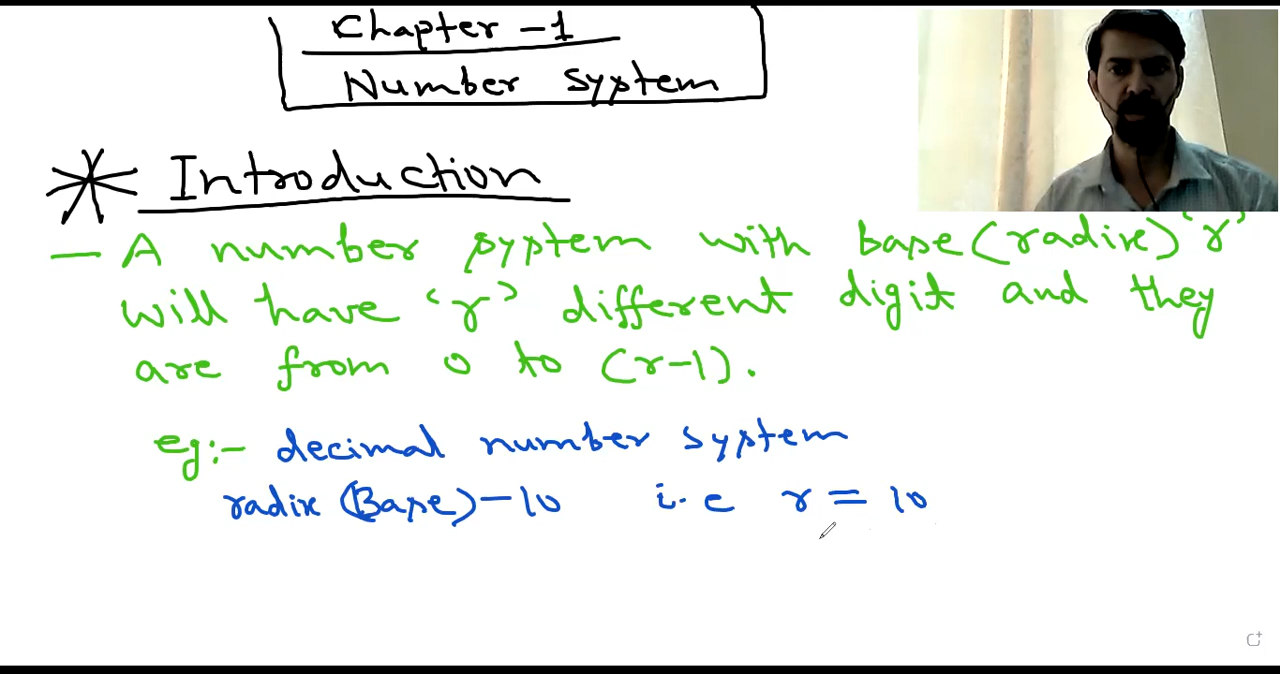 Chapter - 1
Number system
Introduction
— A number system with Base (radix) 'r'
will have 'r' different digit and they
are from 0 to (r-1).
eg:- decimal number system
radix (Base) - 10 i.e r = 10